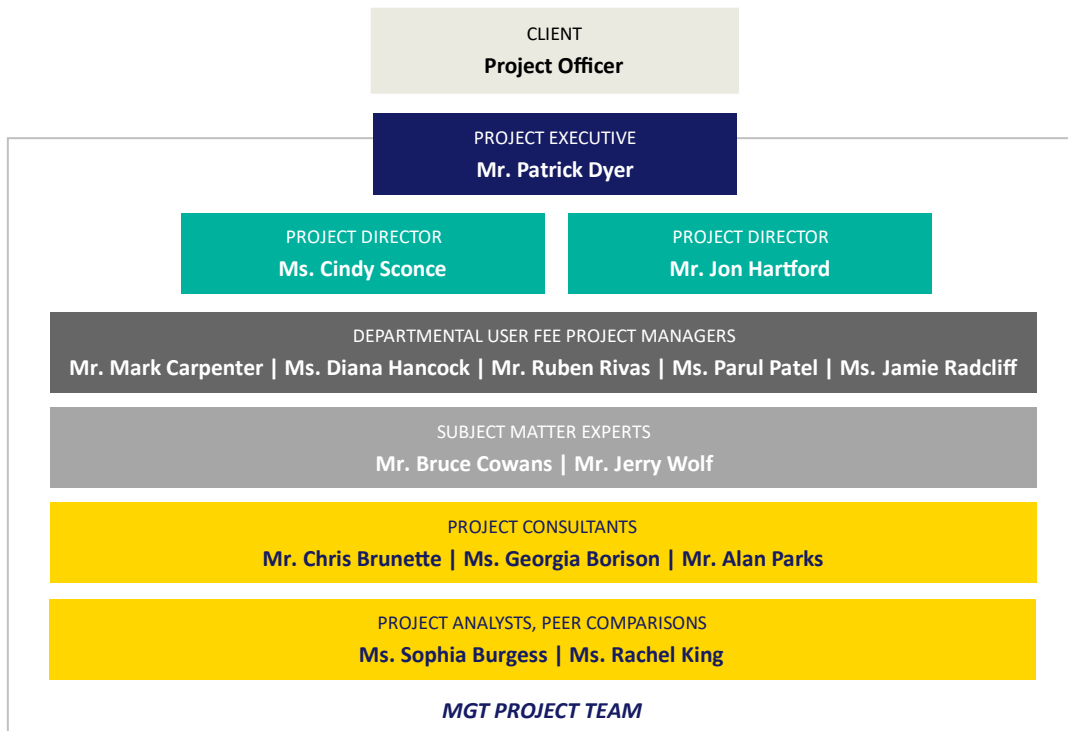 CLIENT
Project Officer
PROJECT EXECUTIVE
Mr. Patrick Dyer
PROJECT DIRECTOR
Ms. Cindy Sconce
PROJECT DIRECTOR
Mr. Jon Hartford
DEPARTMENTAL USER FEE PROJECT MANAGERS
Mr. Mark Carpenter | Ms. Diana Hancock | Mr. Ruben Rivas | Ms. Parul Patel | Ms. Jamie Radcliff
SUBJECT MATTER EXPERTS
Mr. Bruce Cowans | Mr. Jerry Wolf
PROJECT CONSULTANTS
Mr. Chris Brunette | Ms. Georgia Borison | Mr. Alan Parks
PROJECT ANALYSTS, PEER COMPARISONS
Ms. Sophia Burgess | Ms. Rachel King
MGT PROJECT TEAM